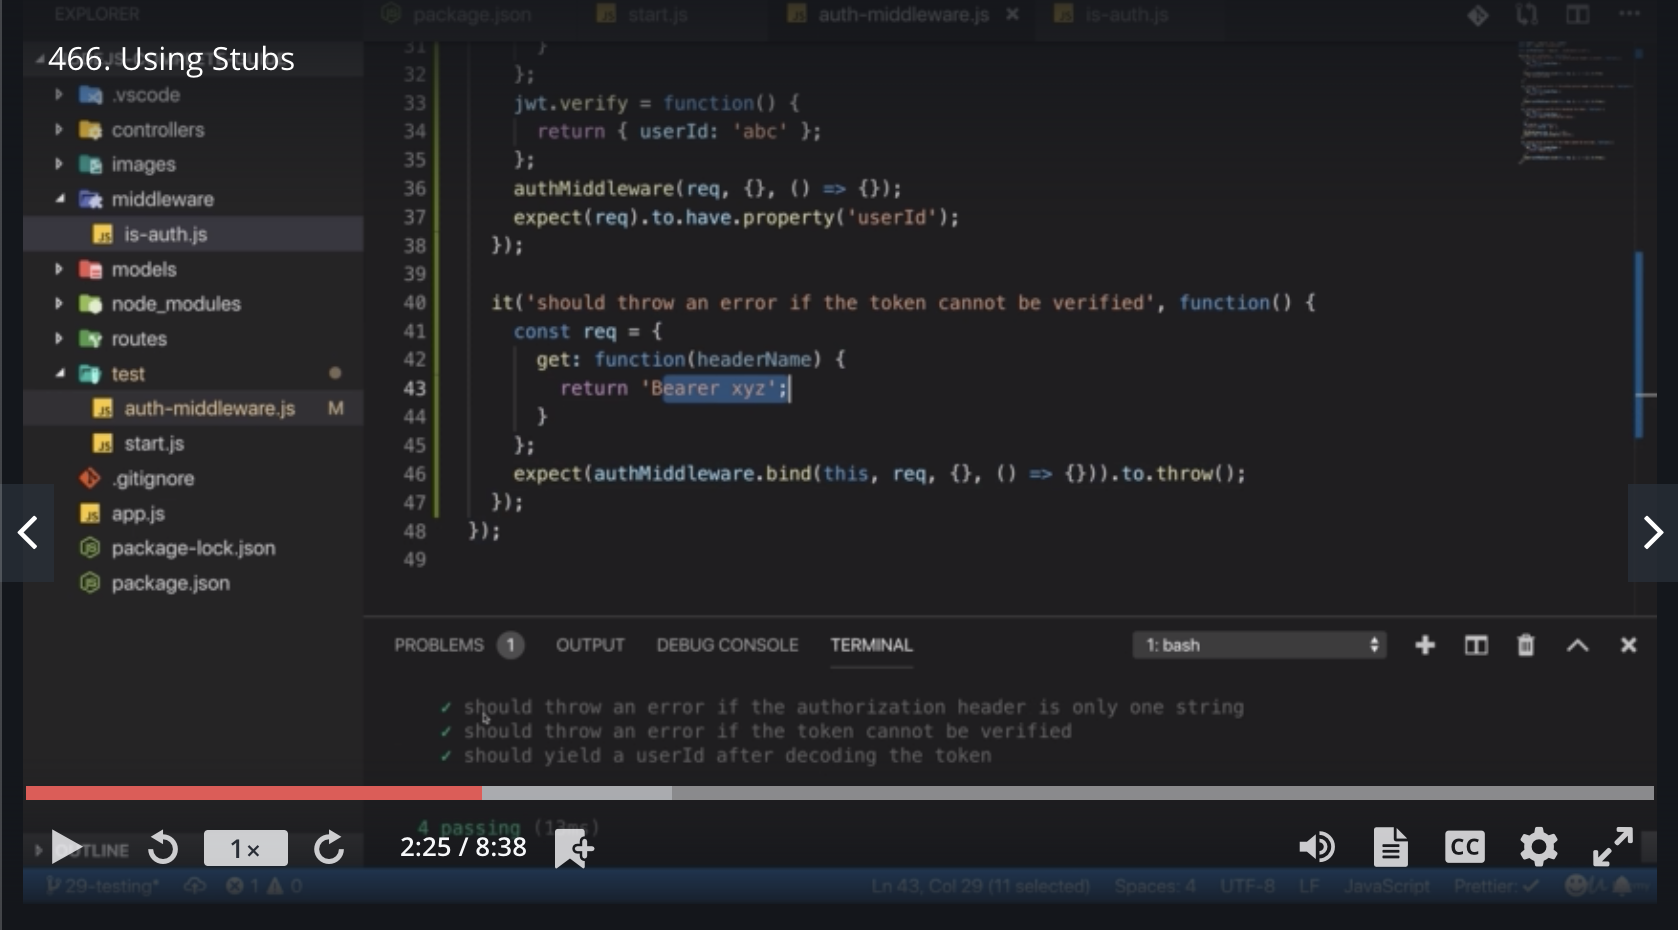 EXPLORER
package.json
start.js
auth-middleware.js
is-auth.js
466. Using Stubs
.vscode
controllers
images
middleware
is-auth.js
models
node_modules
routes
test
auth-middleware.js M
start.js
.gitignore
app.js
package-lock.json
package.json
OUTLINE
31 }
32 };
33 jwt.verify = function() {
34 return { userId: 'abc' };
35 };
36 authMiddleware(req, {}, () => {});
37 expect(req).to.have.property('userId');
38 });
39
40 it('should throw an error if the token cannot be verified', function() {
41 const req = {
42 get: function(headerName) {
43 return 'Bearer xyz';
44 }
45 };
46 expect(authMiddleware.bind(this, req, {}, () => {})).to.throw();
47 });
48 });
49
PROBLEMS 1 OUTPUT DEBUG CONSOLE TERMINAL 1: bash
✓ should throw an error if the authorization header is only one string
✓ should throw an error if the token cannot be verified
✓ should yield a userId after decoding the token
4 passing (13ms)
1×
2:25 / 8:38
CC
29-testing* 1 0 Ln 43, Col 29 (11 selected) Spaces: 4 UTF-8 LF JavaScript Prettier: ✓